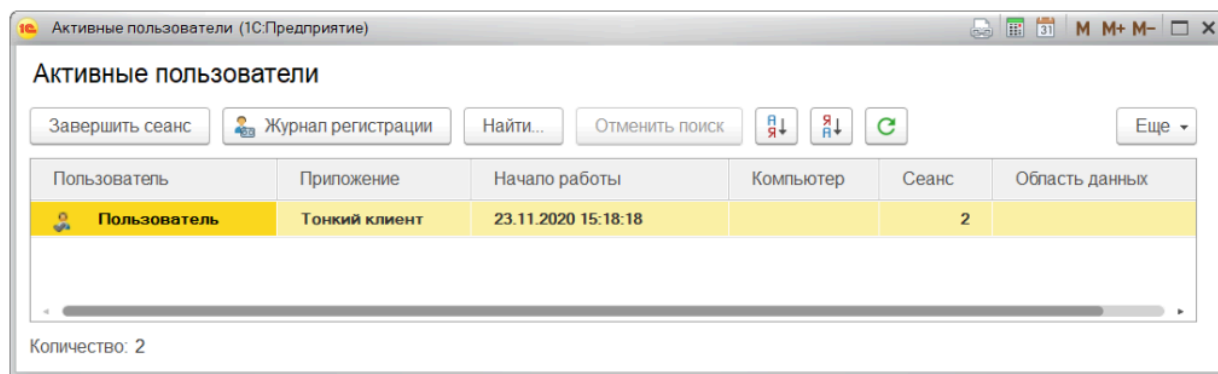 1С Активные пользователи (1С:Предприятие) 31 M M+ M-
Активные пользователи
Завершить сеанс Журнал регистрации Найти... Отменить поиск А Я Я А Еще
Пользователь Приложение Начало работы Компьютер Сеанс Область данных
Пользователь Тонкий клиент 23.11.2020 15:18:18 2
Количество: 2